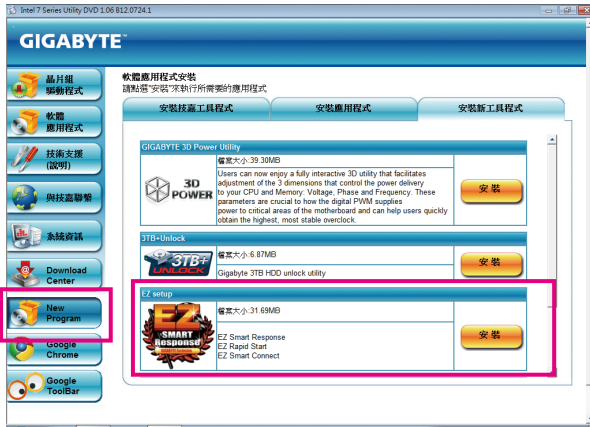 Intel 7 Series Utility DVD 1.06 B12.0724.1
GIGABYTE™
晶片組
驅動程式
軟體
應用程式
技術支援
(說明)
與技嘉聯繫
系統資訊
Download
Center
New
Program
Google
Chrome
Google
ToolBar
軟體應用程式安裝
請點選"安裝"來執行所需要的應用程式
安裝技嘉工具程式
安裝應用程式
安裝新工具程式
GIGABYTE 3D Power Utility
檔案大小:39.30MB
3D
POWER
Users can now enjoy a fully interactive 3D utility that facilitates
adjustment of the 3 dimensions that control the power delivery
to your CPU and Memory: Voltage, Phase and Frequency. These
parameters are crucial to how the digital PWM supplies
power to critical areas of the motherboard and can help users quickly
obtain the highest, most stable overclock.
安裝
3TB+Unlock
3TB+
UNLOCK
檔案大小:6.87MB
Gigabyte 3TB HDD unlock utility
安裝
EZ setup
EZ
SMART
Response
檔案大小:31.69MB
EZ Smart Response
EZ Rapid Start
EZ Smart Connect
安裝